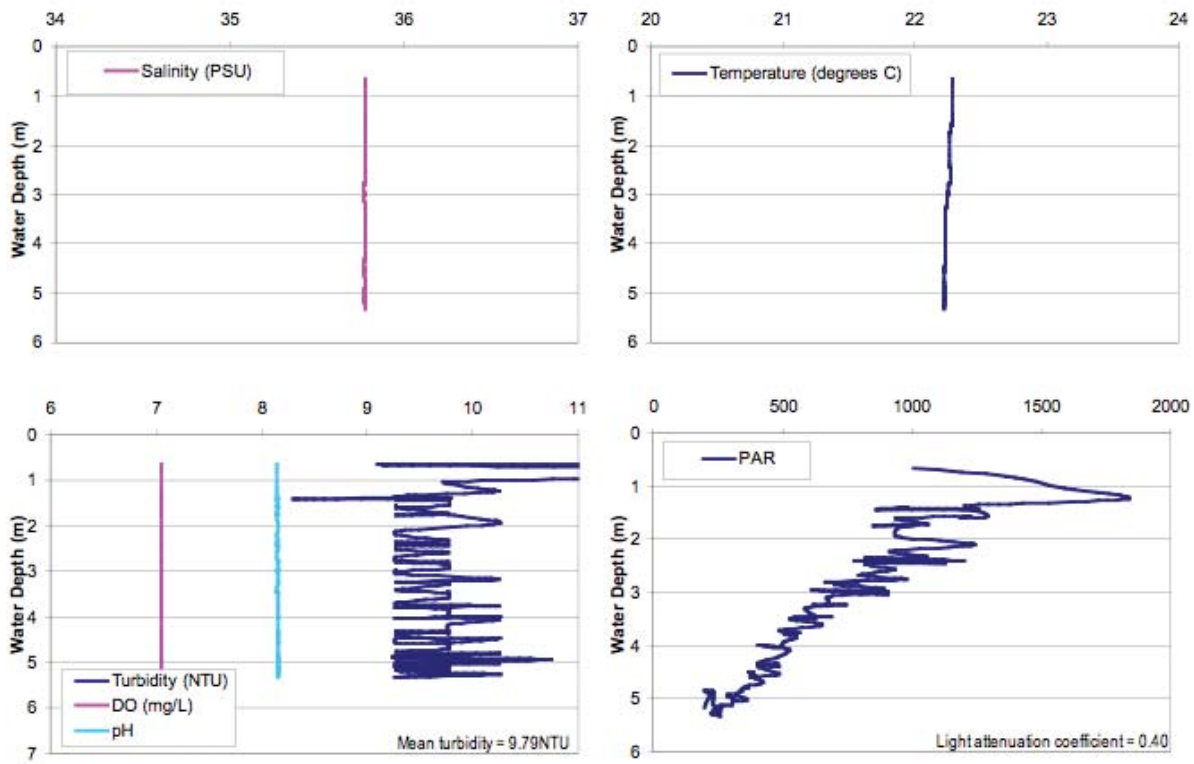 34 35 36 37
0
1
2
3
4
5
6
Water Depth (m)
Salinity (PSU)
20 21 22 23 24
0
1
2
3
4
5
6
Water Depth (m)
Temperature (degrees C)
6 7 8 9 10 11
0
1
2
3
4
5
6
7
Water Depth (m)
Turbidity (NTU)
DO (mg/L)
pH
Mean turbidity = 9.79NTU
0 500 1000 1500 2000
0
1
2
3
4
5
6
Water Depth (m)
PAR
Light attenuation coefficient = 0.40